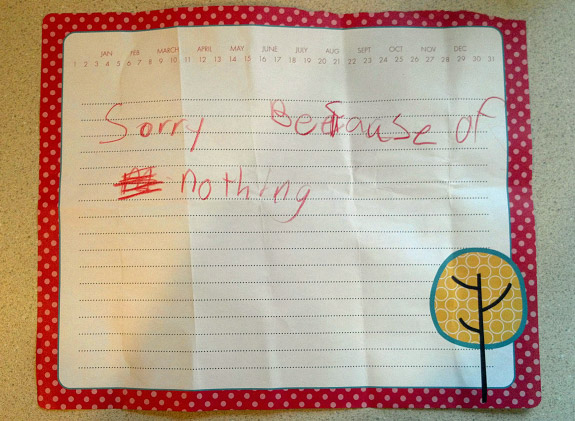 JAN FEB MARCH APRIL MAY JUNE JULY AUG SEPT OCT NOV DEC
1 2 3 4 5 6 7 8 9 10 11 12 13 14 15 16 17 18 19 20 21 22 23 24 25 26 27 28 29 30 31
Sorry Because of
nothing